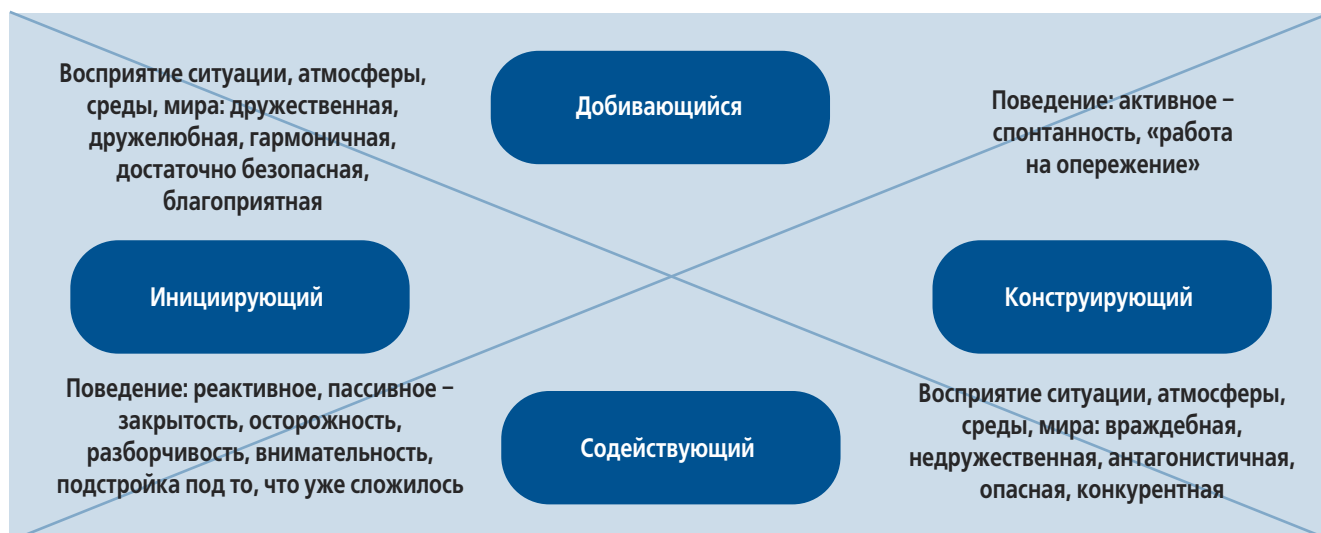 Восприятие ситуации, атмосферы,
среды, мира: дружественная,
дружелюбная, гармоничная,
достаточно безопасная,
благоприятная
Добивающийся
Поведение: активное –
спонтанность, «работа
на опережение»
Инициирующий
Конструирующий
Поведение: реактивное, пассивное –
закрытость, осторожность,
разборчивость, внимательность,
подстройка под то, что уже сложилось
Содействующий
Восприятие ситуации, атмосферы,
среды, мира: враждебная,
недружественная, антагонистичная,
опасная, конкурентная